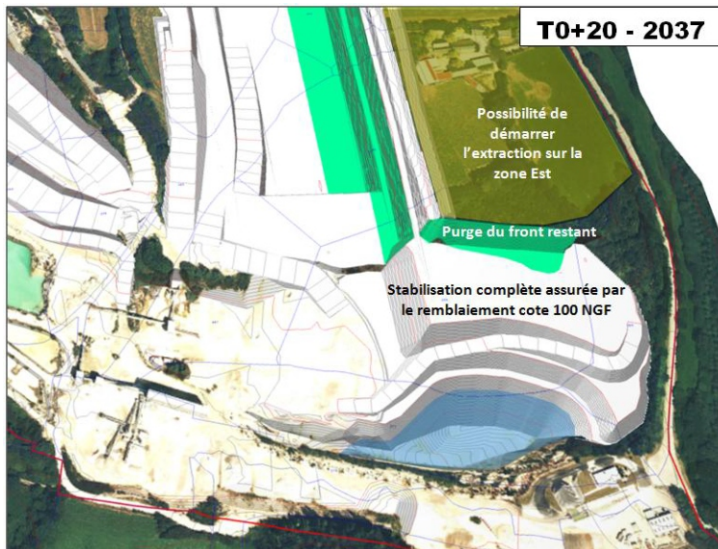 T0+20 - 2037
Possibilité de
démarrer
l'extraction sur la
zone Est
Purge du front restant
Stabilisation complète assurée par
le remblaiement cote 100 NGF